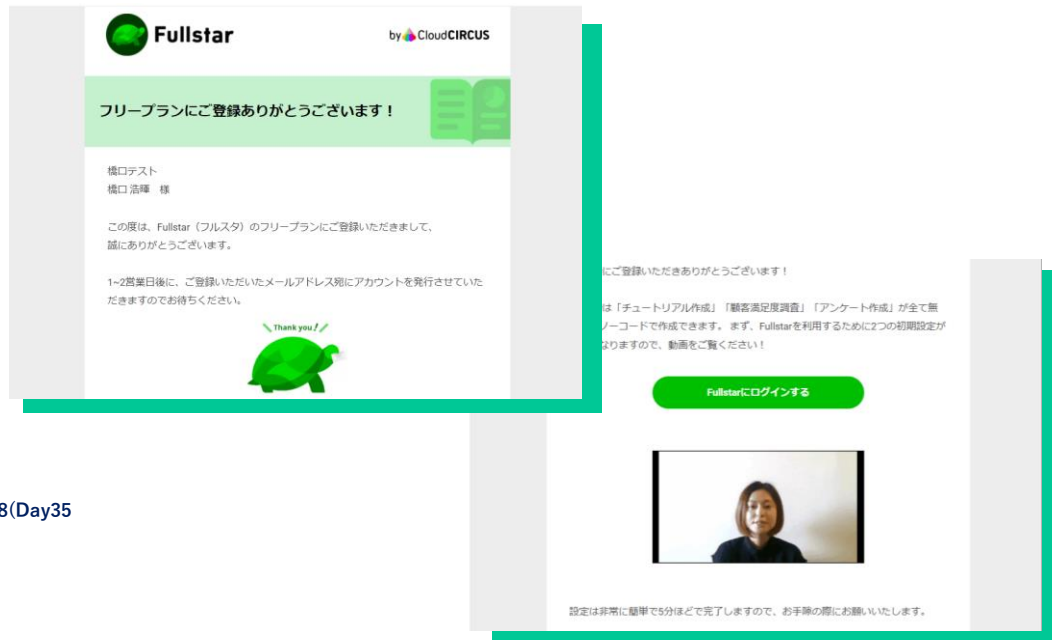 Fullstar
by CloudCIRCUS
フリープランにご登録ありがとうございます!
橋口テスト
橋口 浩暉 様
この度は、Fullstar(フルスタ)のフリープランにご登録いただきまして、
誠にありがとうございます。
1~2営業日後に、ご登録いただいたメールアドレス宛にアカウントを発行させていた
だきますのでお待ちください。
Thank you!
にご登録いただきありがとうございます!
は「チュートリアル作成」「顧客満足度調査」「アンケート作成」が全て無
ノーコードで作成できます。 まず、Fullstarを利用するために2つの初期設定が
なりますので、動画をご覧ください!
Fullstarにログインする
8(Day35
設定は非常に簡単で5分ほどで完了しますので、お手隙の際にお願いいたします。